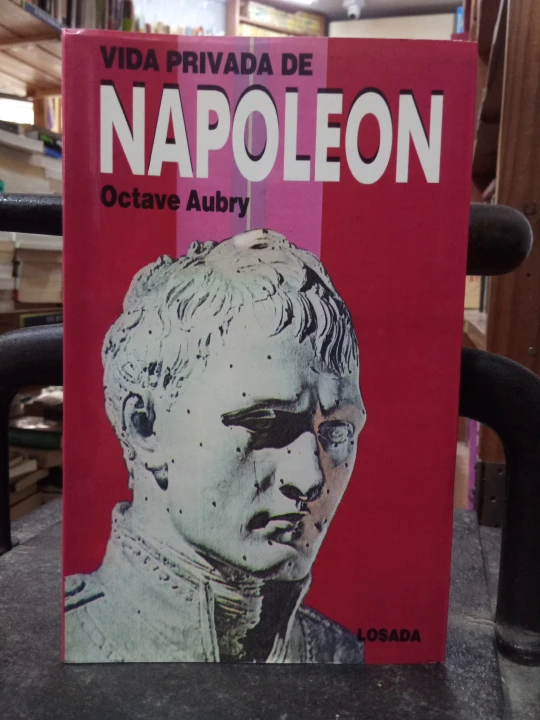 VIDA PRIVADA DE
NAPOLEON
Octave Aubry
LOSADA